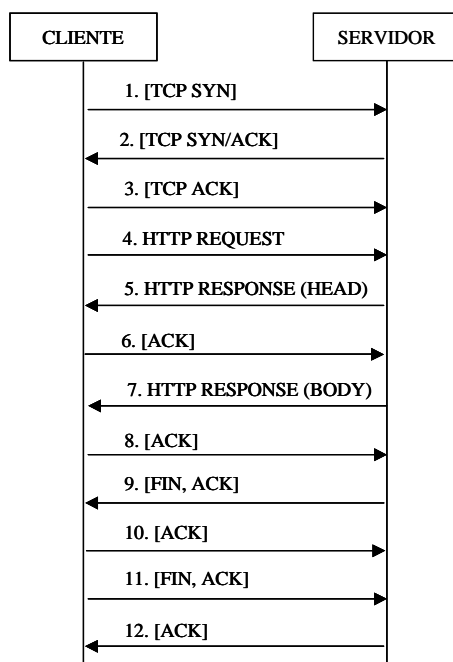 CLIENTE
SERVIDOR
1. [TCP SYN]
2. [TCP SYN/ACK]
3. [TCP ACK]
4. HTTP REQUEST
5. HTTP RESPONSE (HEAD)
6. [ACK]
7. HTTP RESPONSE (BODY)
8. [ACK]
9. [FIN, ACK]
10. [ACK]
11. [FIN, ACK]
12. [ACK]